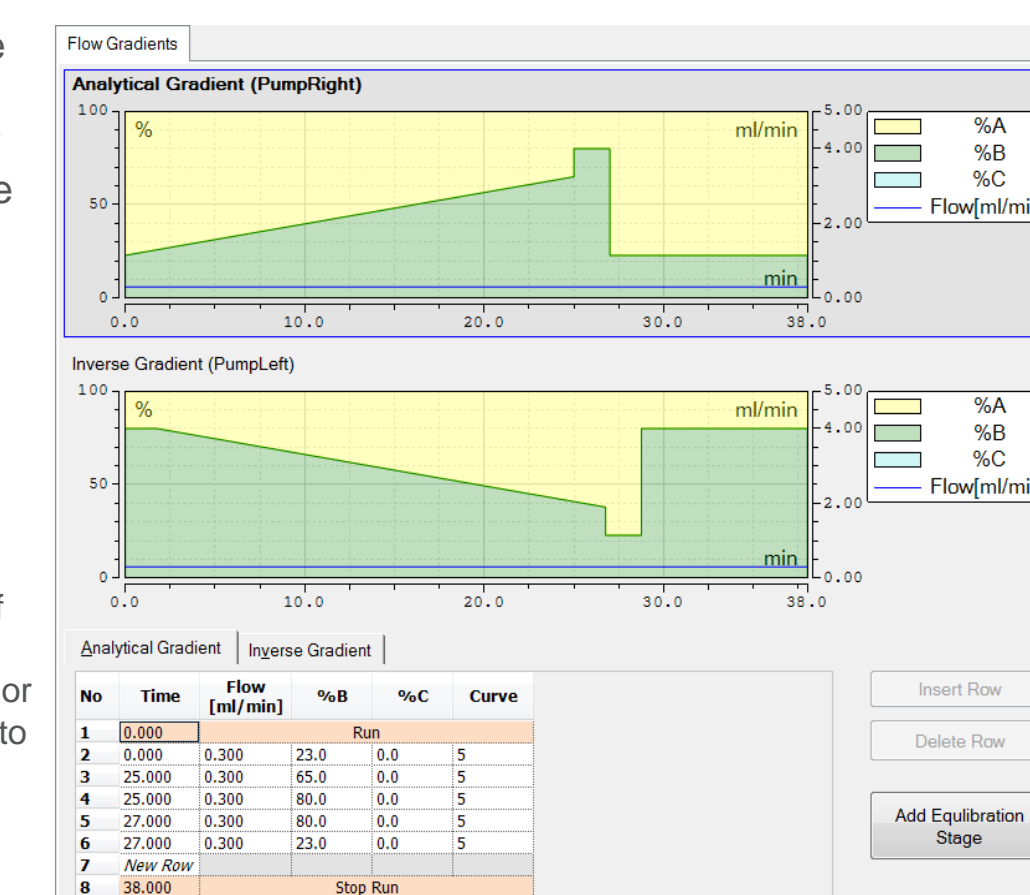 Flow Gradients
Analytical Gradient (PumpRight)
100
50
0
%
ml/min
min
5.00
4.00
2.00
0.00
0.0 10.0 20.0 30.0 38.0
%A
%B
%C
Flow[ml/mi
Inverse Gradient (PumpLeft)
100
50
0
%
ml/min
min
5.00
4.00
2.00
0.00
0.0 10.0 20.0 30.0 38.0
%A
%B
%C
Flow[ml/mi
or
to
Analytical Gradient Inverse Gradient
No Time Flow [ml/min] %B %C Curve
1 0.000 Run
2 0.000 0.300 23.0 0.0 5
3 25.000 0.300 65.0 0.0 5
4 25.000 0.300 80.0 0.0 5
5 27.000 0.300 80.0 0.0 5
6 27.000 0.300 23.0 0.0 5
7 New Row
8 38.000 Stop Run
Insert Row
Delete Row
Add Equlibration
Stage